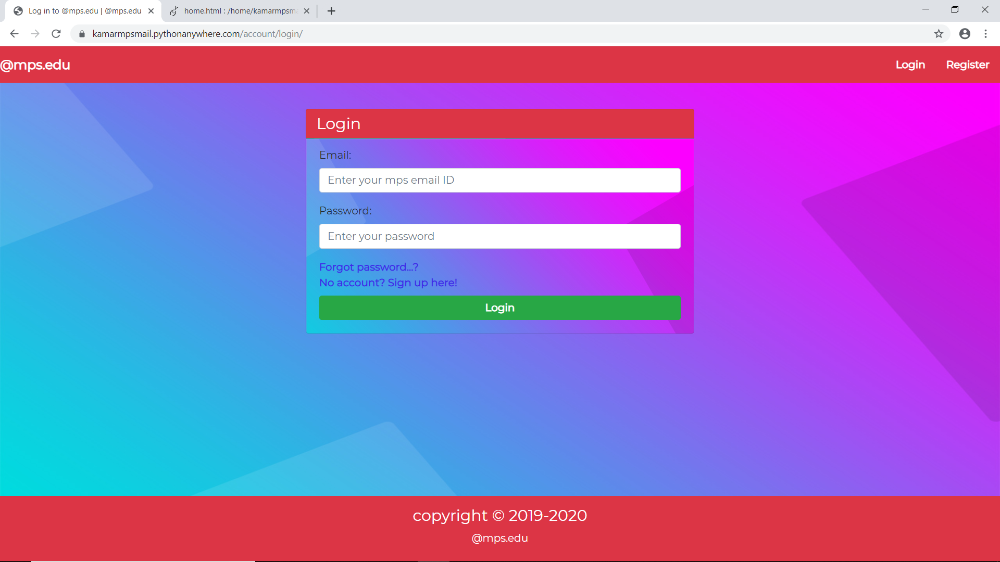 Log in to @mps.edu | @mps.edu
home.html : /home/kamarmpsma
kamarmpsmail.pythonanywhere.com/account/login/
@mps.edu
Login
Register
Login
Email:
Enter your mps email ID
Password:
Enter your password
Forgot password...?
No account? Sign up here!
Login
copyright © 2019-2020
@mps.edu